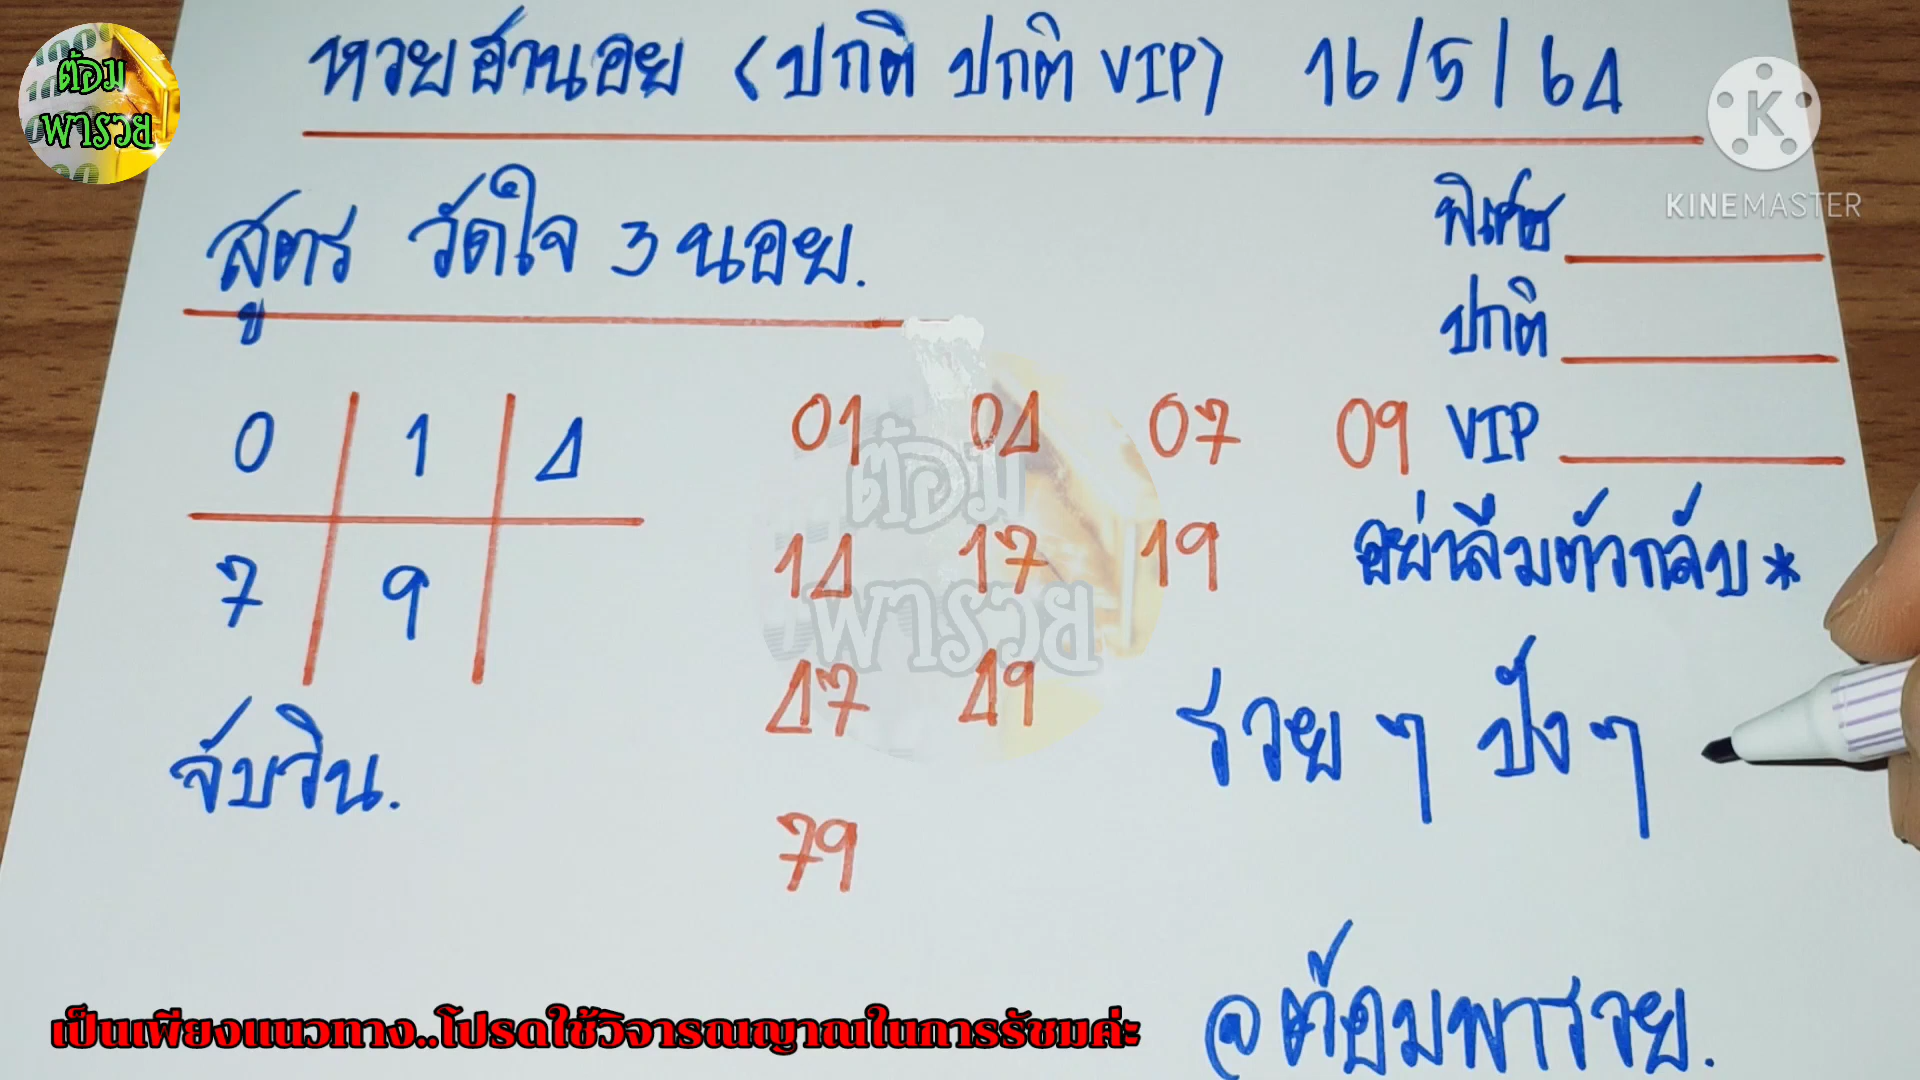 ต้อม
พารวย
หวยฮานอย (ปกติ ปกติ VIP) 16/5/64
K
KINEMASTER
สูตร วัดใจ 3 นอย.
พิเศษ
ปกติ
VIP
0 1 4
7 9
จับวิน.
01 04 07 09
14 17 19
47 49
79
อย่าลืมตัวกลับ*
รวย ๆ ปัง ๆ
ต้อม
พารวย
@ต้อมพารวย.
เป็นเพียงแนวทาง..โปรดใช้วิจารณญาณในการรัชมค่ะ